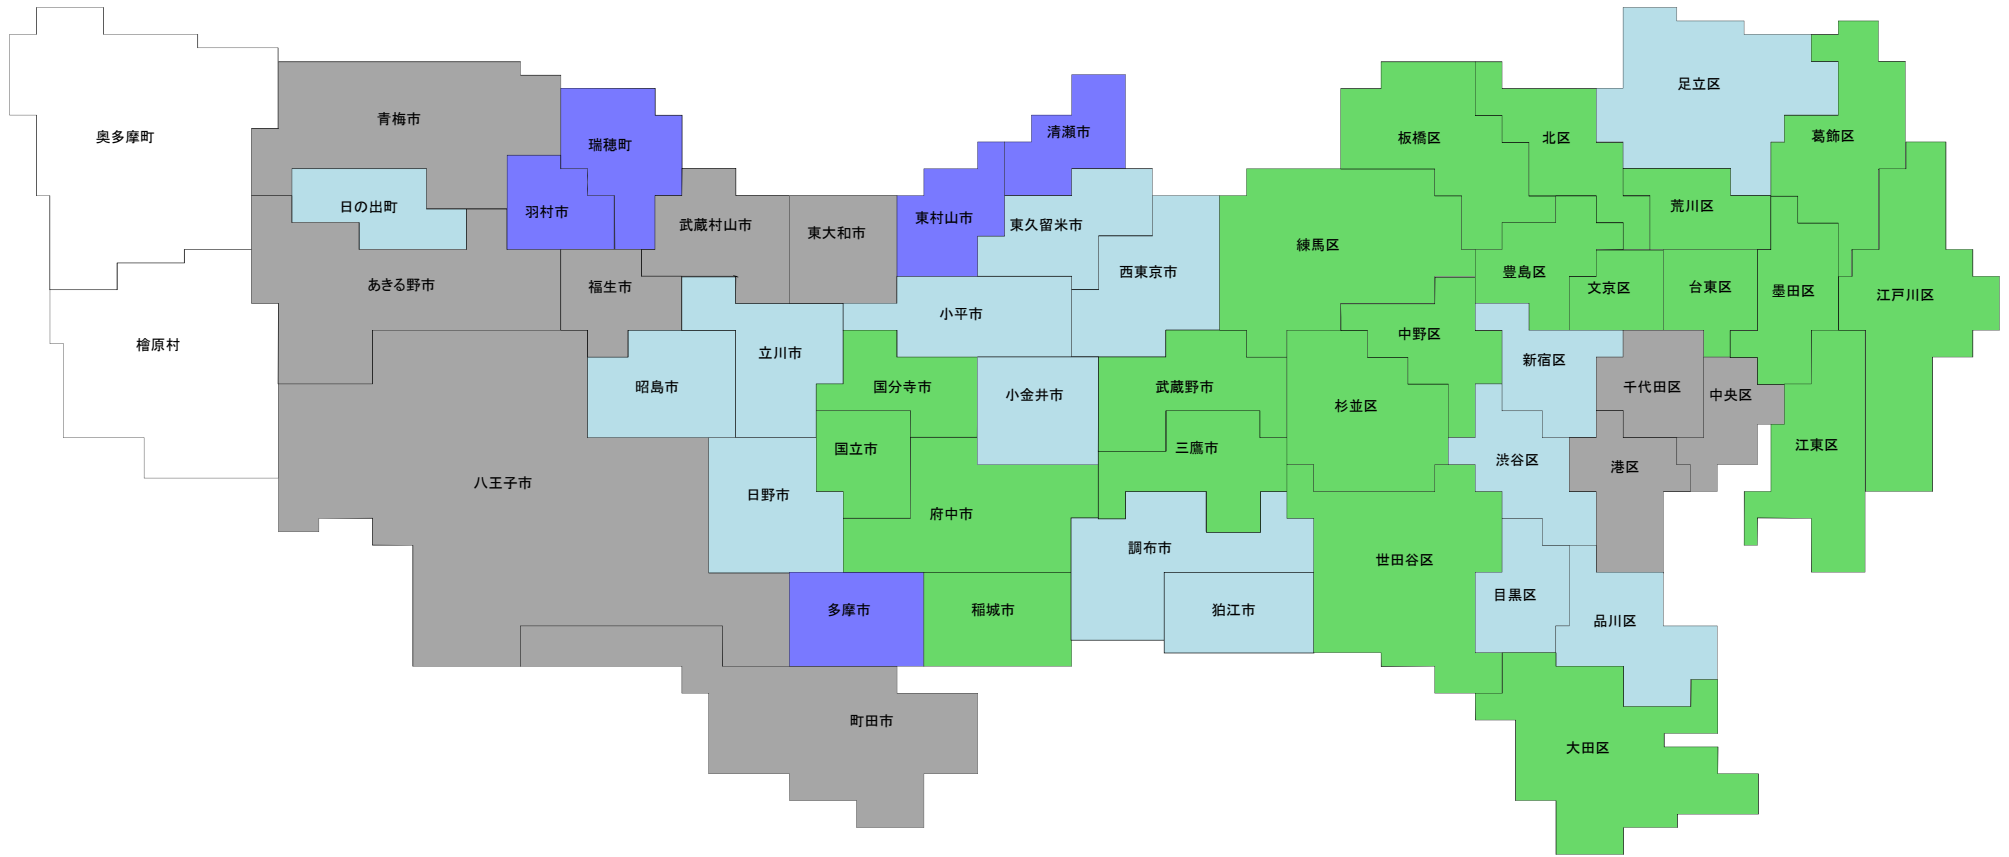 足立区
青梅市
清瀬市
葛飾区
奥多摩町
瑞穂町
板橋区
北区
日の出町
羽村市
東村山市
荒川区
武蔵村山市
東大和市
東久留米市
練馬区
西東京市
豊島区
あきる野市
福生市
文京区
台東区
墨田区
江戸川区
小平市
中野区
檜原村
立川市
新宿区
昭島市
国分寺市
小金井市
武蔵野市
千代田区
中央区
杉並区
国立市
三鷹市
江東区
渋谷区
港区
八王子市
日野市
府中市
調布市
世田谷区
目黒区
多摩市
稲城市
狛江市
品川区
町田市
大田区